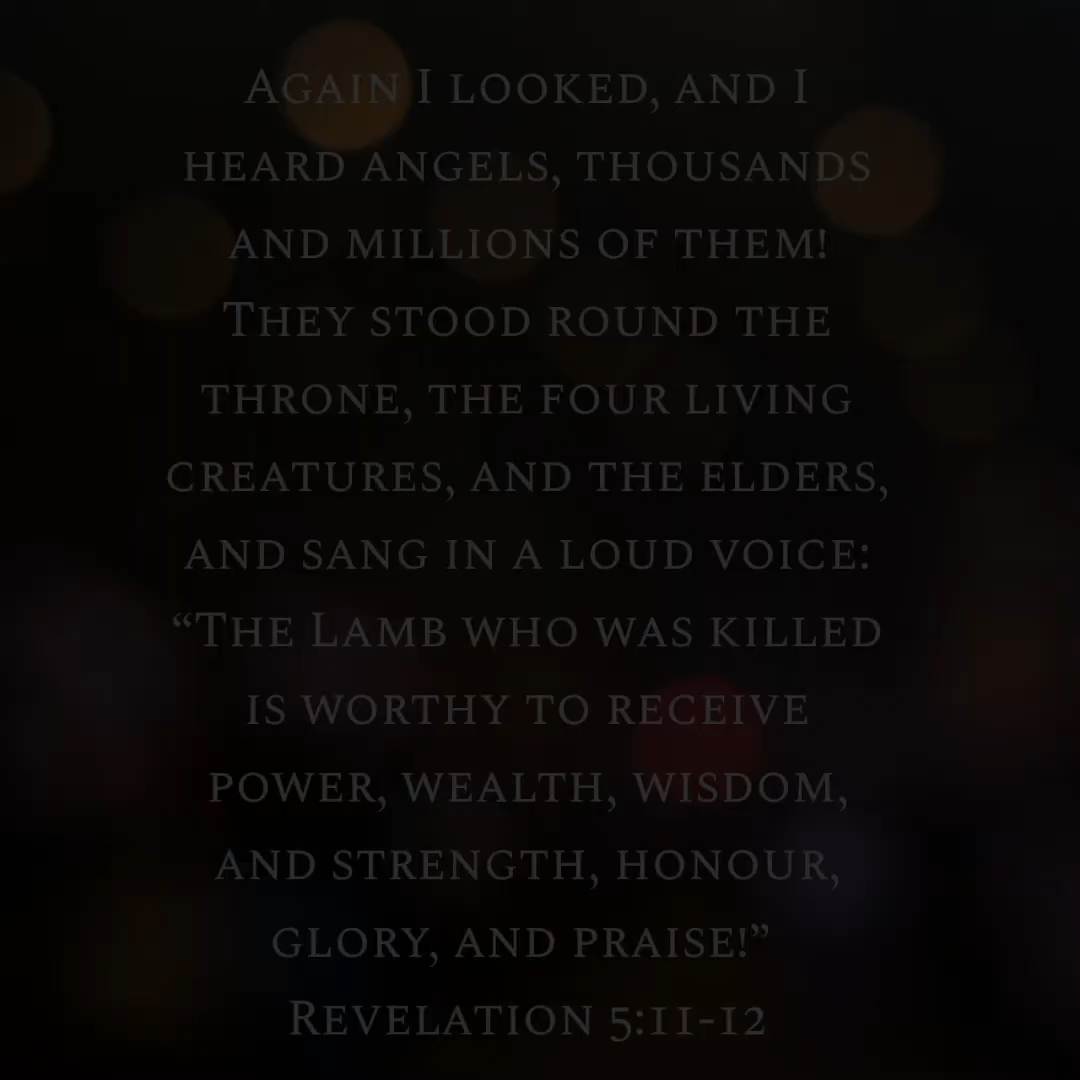 Again I looked, and I
heard angels, thousands
and millions of them!
They stood round the
throne, the four living
creatures, and the elders,
and sang in a loud voice:
“The Lamb who was killed
is worthy to receive
power, wealth, wisdom,
and strength, honour,
glory, and praise!”
Revelation 5:11-12